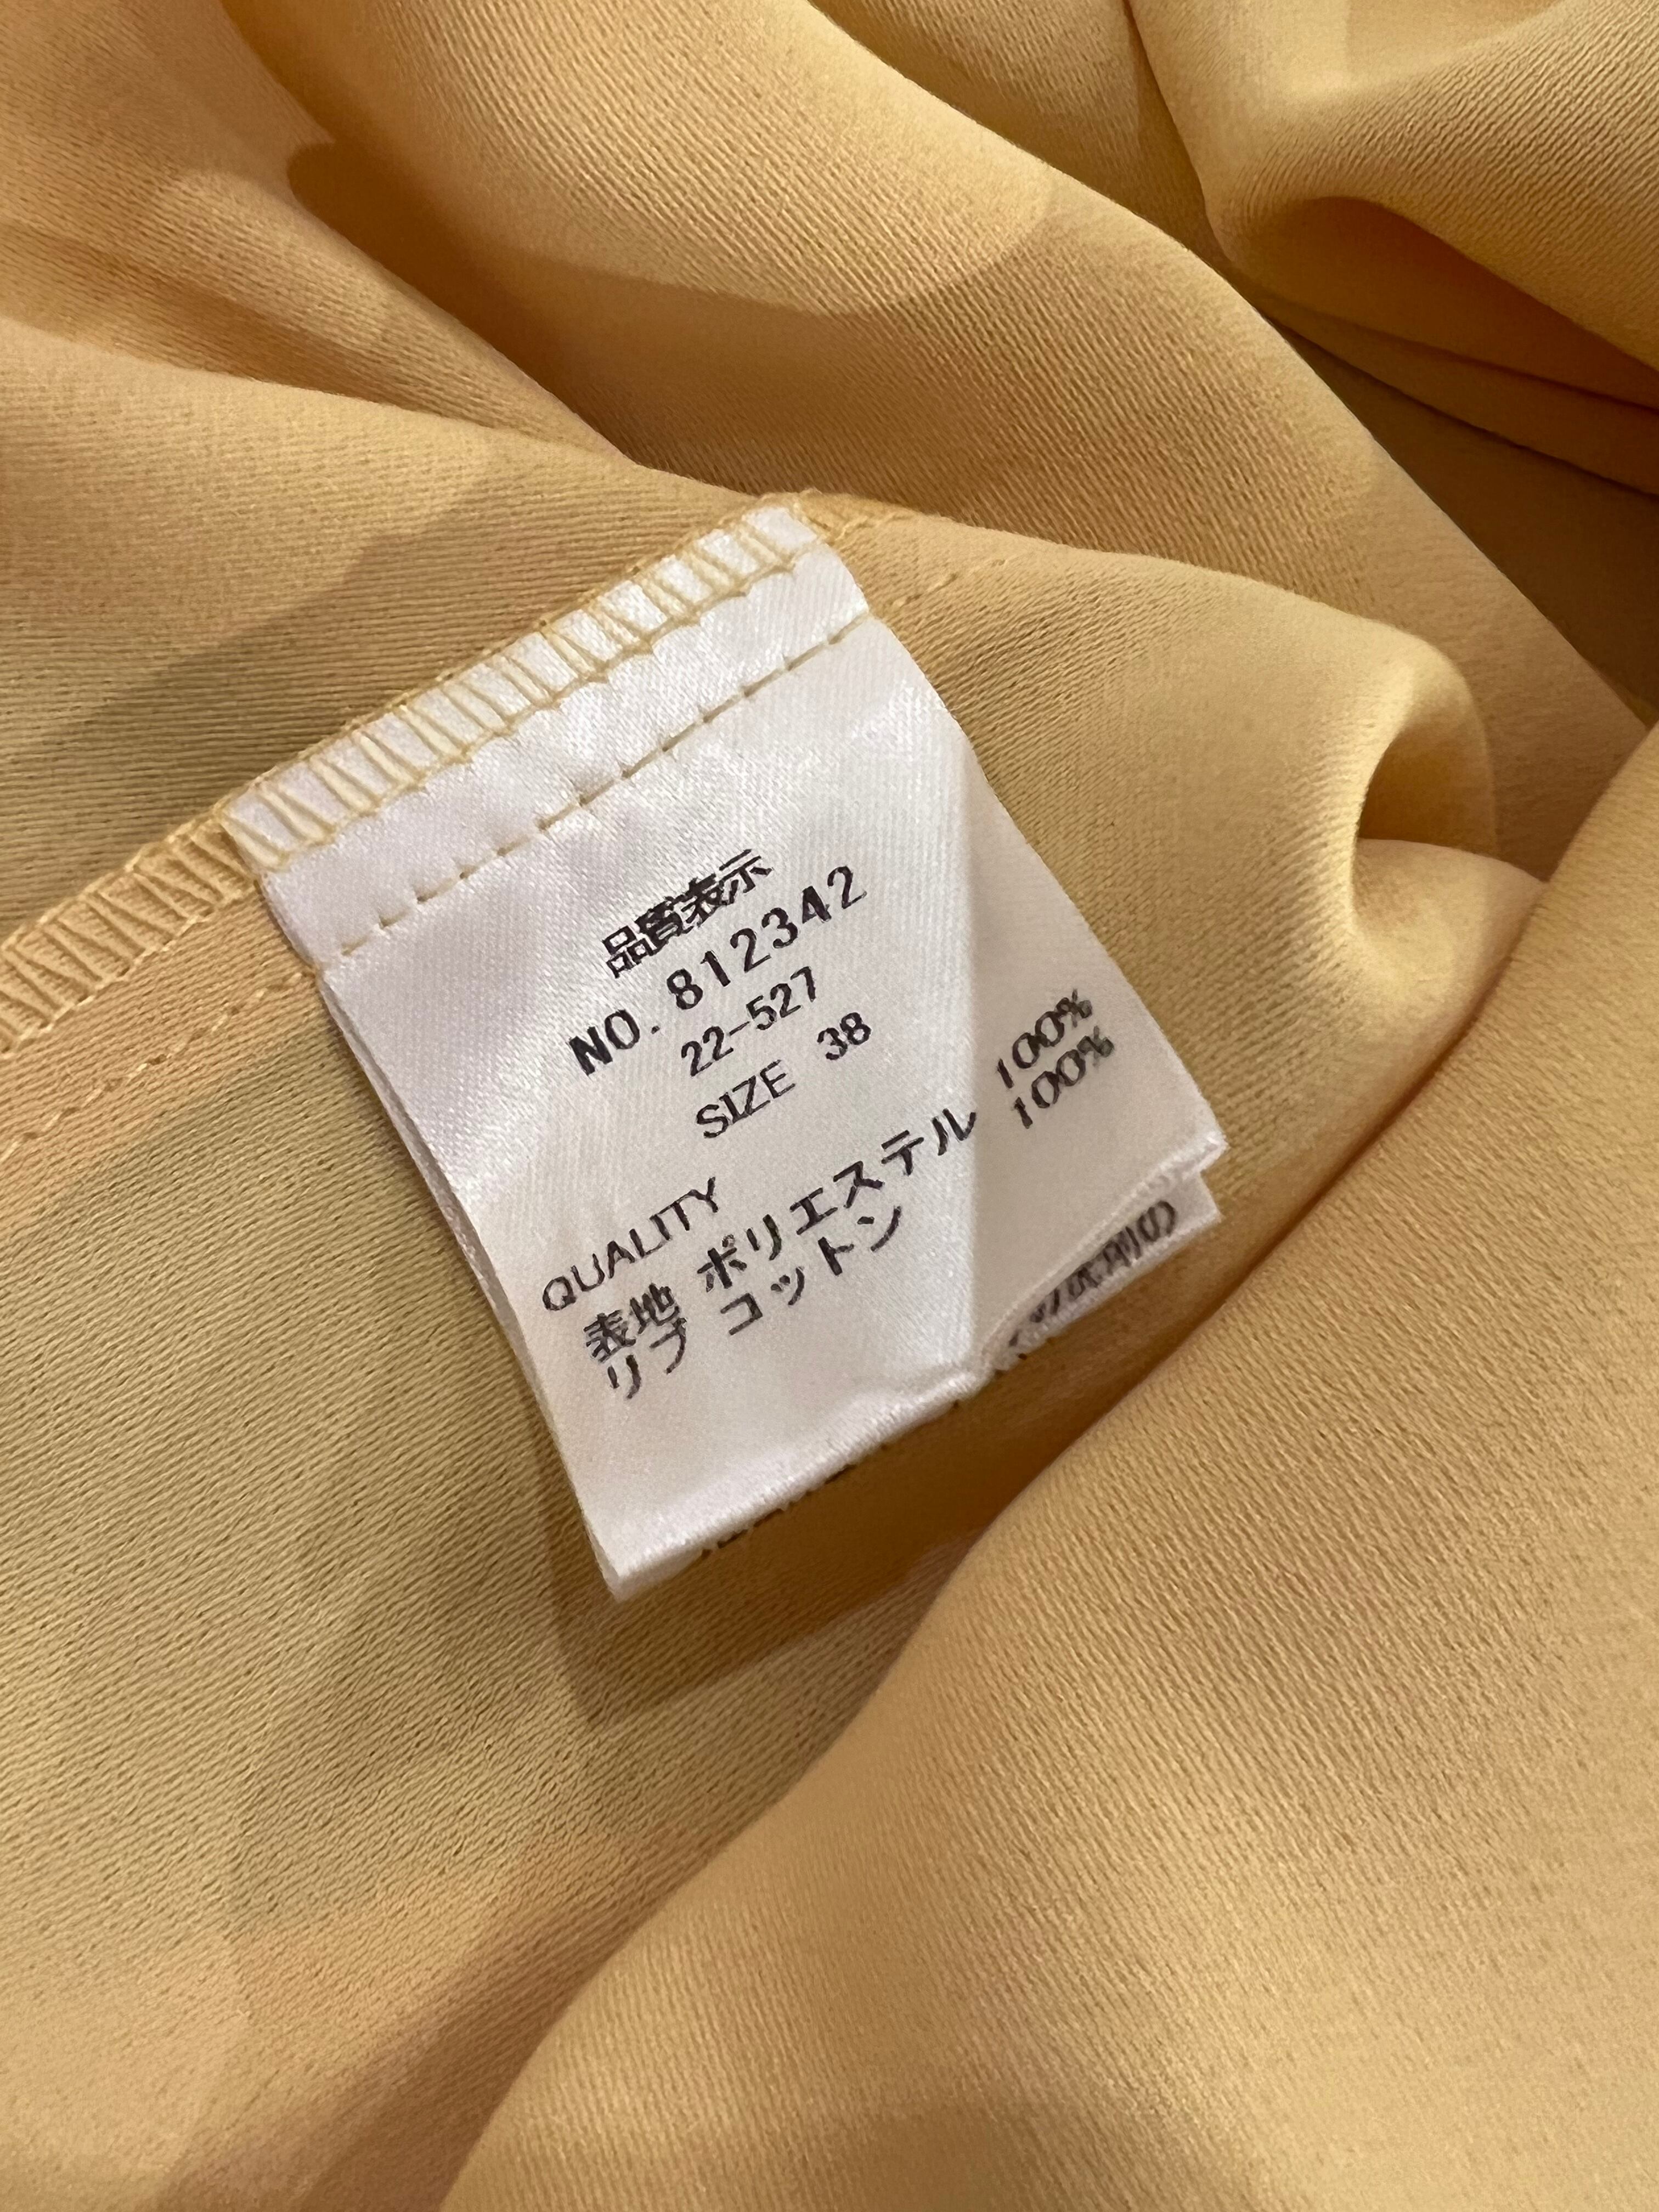 品質表示
NO. 812342
22-527
SIZE 38
QUALITY
表地 ポリエステル 100%
リブ コットン 100%